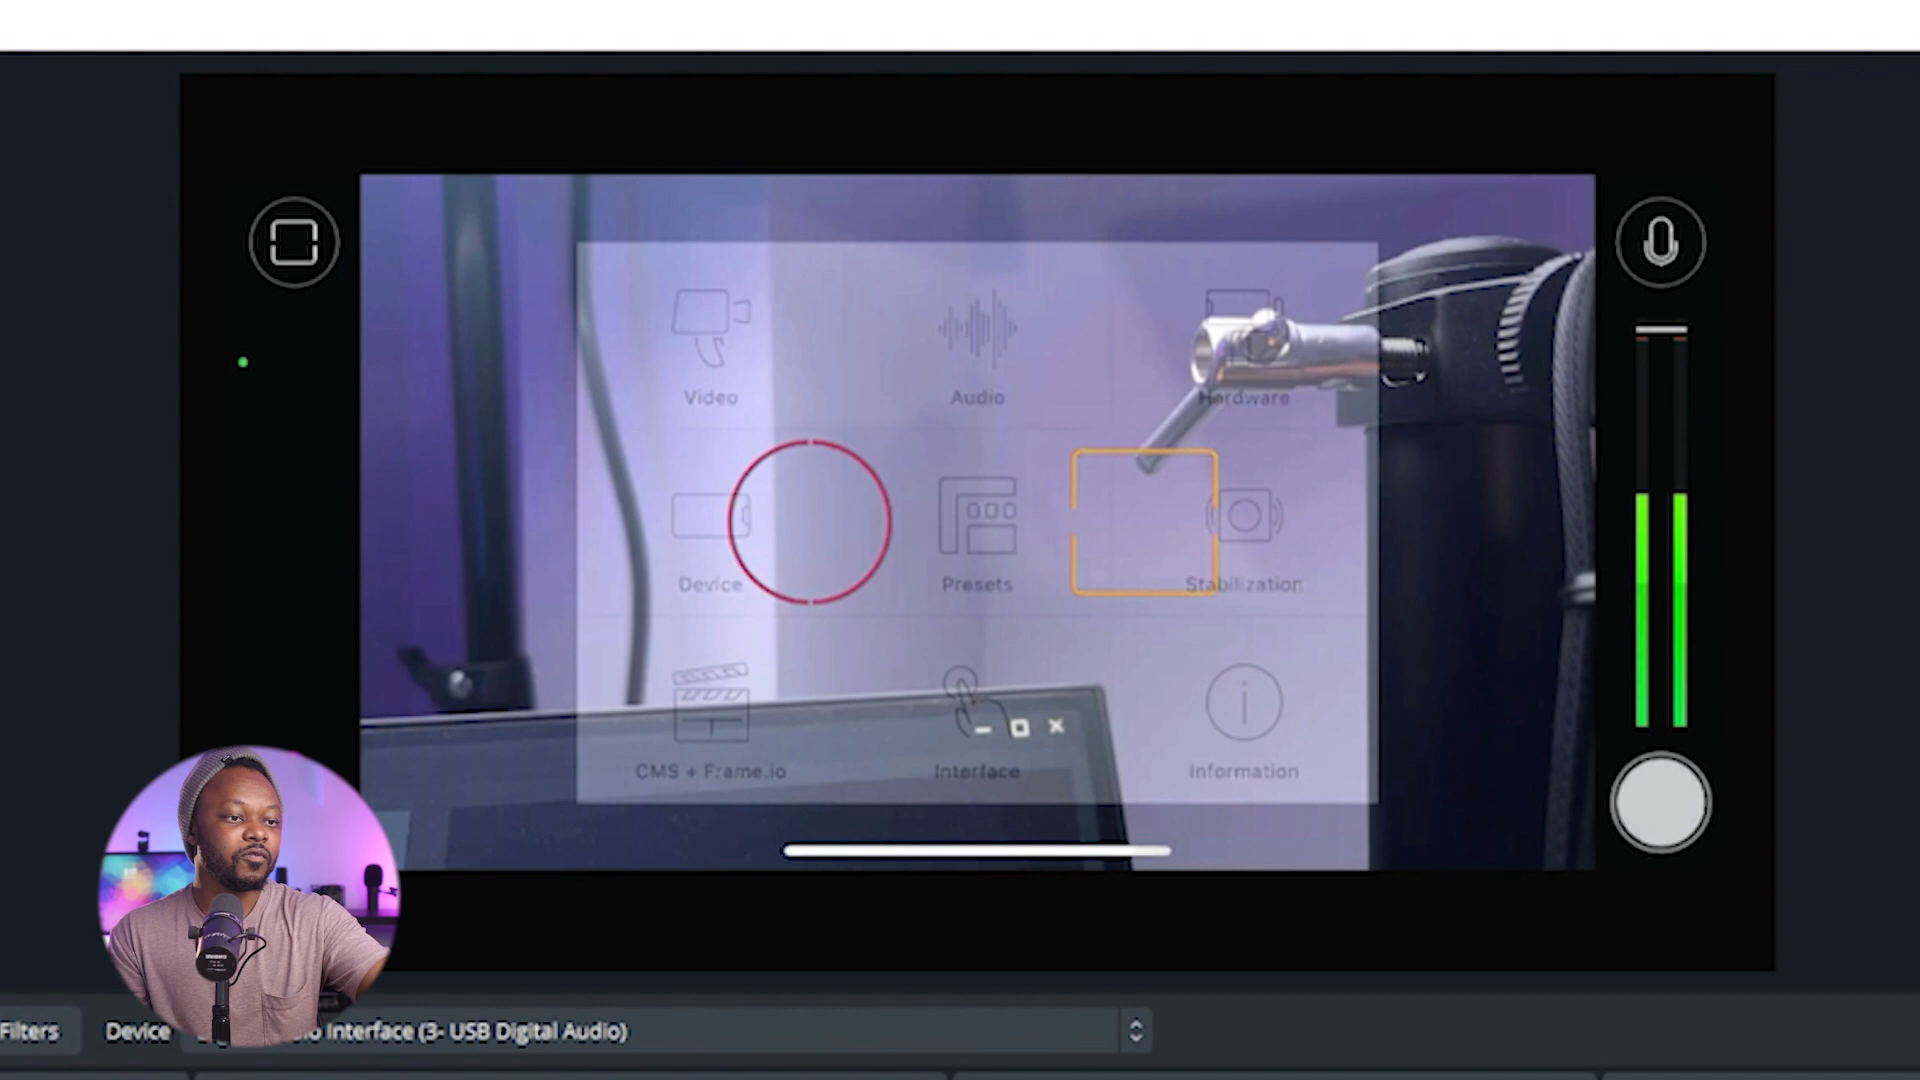 Video
Audio
Hardware
Device
Presets
Stabilization
CMS + Frame.io
Interface
Information
Filters
Device
Interface (3- USB Digital Audio)